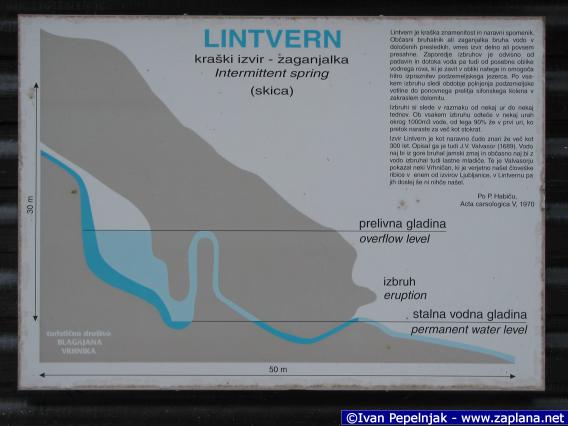 LINTVERN
kraški izvir - zaganjalka
Intermittent spring
(skica)
Lintvern je kraška znamenitost in naravni spomenik.
Občasni bruhalnik ali zaganjalka bruha vodo v
določenih presledkih, vmes izvir delno ali povsem
presahne. Zaporedje izbruhov je odvisno od
padavin in dotoka voda pa tudi od posebne oblike
vodnega rova, ki je zavit v obliki natege in omogoča
hitro izpraznitev podzemeljskega jezerca. Po vsa-
kem izbruhu sledi obdobje polnjenja podzemeljske
votline do ponovnega prelitja sifonskega kolena v
zakraslem dolomitu.
Izbruhi si slede v razmaku od nekaj ur do nekaj
tednov. Ob vsakem izbruhu odteče v nekaj urah
okrog 1000m3 vode, od tega 90% že v prvi uri, ko
pretok naraste za več kot stokrat.
Izvir Lintvern je kot naravno čudo znan že več kot
300 let. Opisal ga je tudi J.V. Valvasor (1689). Vodo
naj bi iz gore bruhal jamski zmaj in občasno naj bi z
vodo izbruhal tudi lastne mladiče. Te je Valvasorju
pokazal neki Vrhničan, ki je verjetno našel človeške
ribice v enem od izvirov Ljubljanice, v Lintvernu pa
jih doslej še ni nihče našel.
Po P. Habiču,
Acta carsologica V, 1970
prelivna gladina
overflow level
izbruh
eruption
stalna vodna gladina
permanent water level
30 m
turistično društvo
BLAGAJANA
VRHNIKA
50 m
©Ivan Pepelnjak - www.zaplana.net